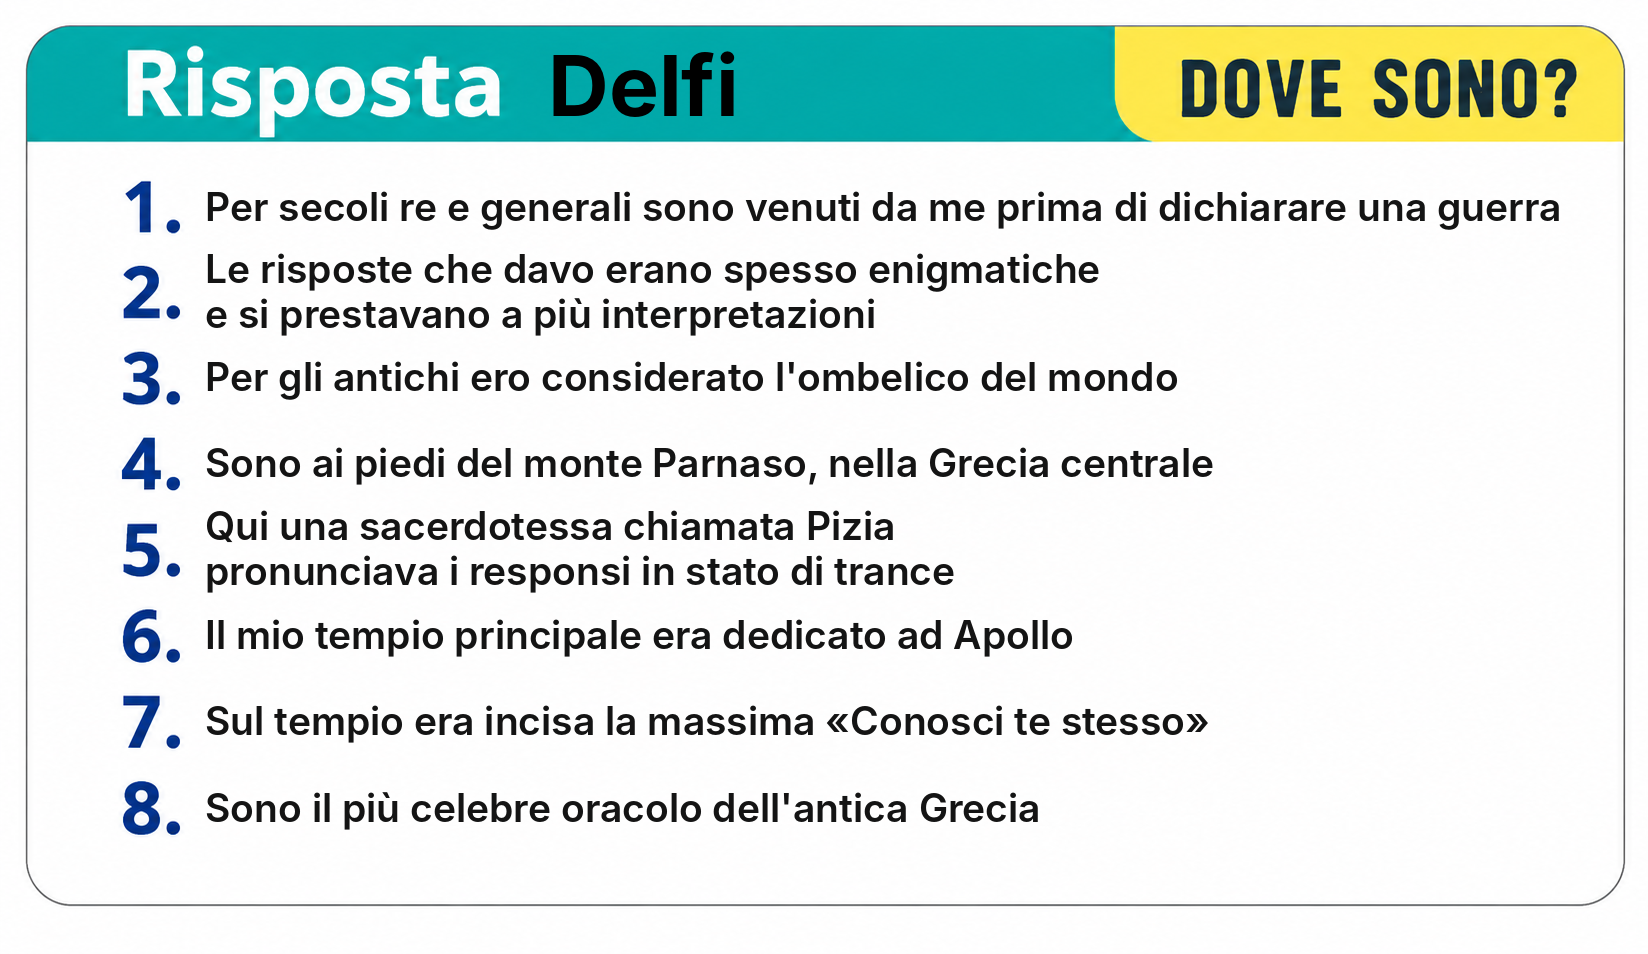 Risposta Delfi
DOVE SONO?
1. Per secoli re e generali sono venuti da me prima di dichiarare una guerra
2. Le risposte che davo erano spesso enigmatiche
e si prestavano a più interpretazioni
3. Per gli antichi ero considerato l'ombelico del mondo
4. Sono ai piedi del monte Parnaso, nella Grecia centrale
5. Qui una sacerdotessa chiamata Pizia
pronunciava i responsi in stato di trance
6. Il mio tempio principale era dedicato ad Apollo
7. Sul tempio era incisa la massima «Conosci te stesso»
8. Sono il più celebre oracolo dell'antica Grecia